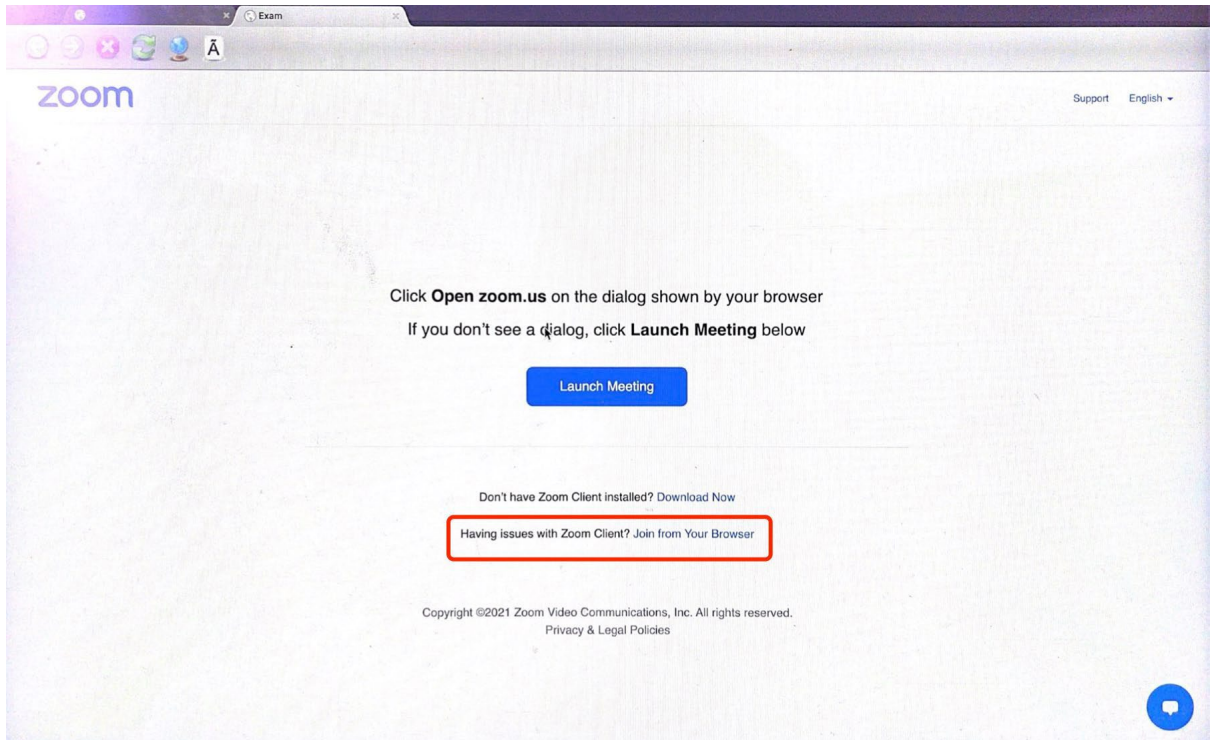 Exam
Ã
zoom
Support English
Click Open zoom.us on the dialog shown by your browser
If you don't see a dialog, click Launch Meeting below
Launch Meeting
Don't have Zoom Client installed? Download Now
Having issues with Zoom Client? Join from Your Browser
Copyright ©2021 Zoom Video Communications, Inc. All rights reserved.
Privacy & Legal Policies